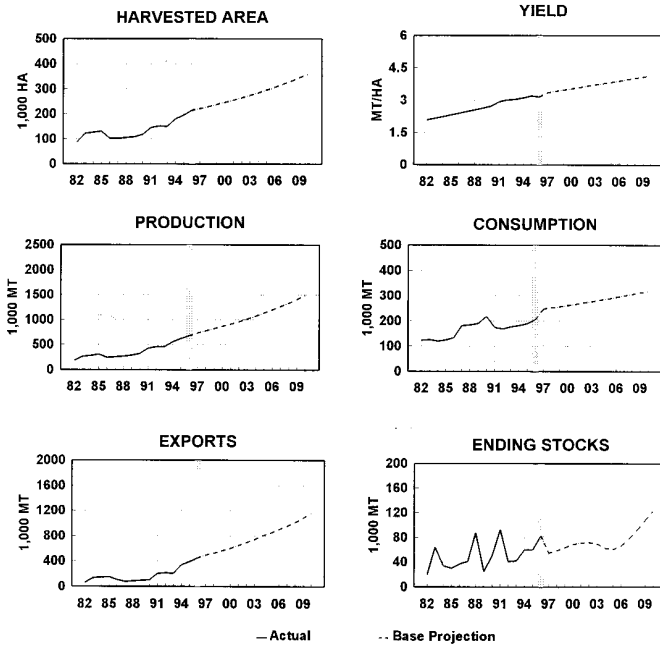 HARVESTED AREA
1,000 HA
500
400
300
200
100
0
82 85 88 91 94 97 00 03 06 09
YIELD
MT/HA
6
4.5
3
1.5
0
82 85 88 91 94 97 00 03 06 09
PRODUCTION
1,000 MT
2500
2000
1500
1000
500
0
82 85 88 91 94 97 00 03 06 09
CONSUMPTION
1,000 MT
500
400
300
200
100
0
82 85 88 91 94 97 00 03 06 09
EXPORTS
1,000 MT
2000
1600
1200
800
400
0
82 85 88 91 94 97 00 03 06 09
ENDING STOCKS
1,000 MT
200
160
120
80
40
0
82 85 88 91 94 97 00 03 06 09
Actual
Base Projection